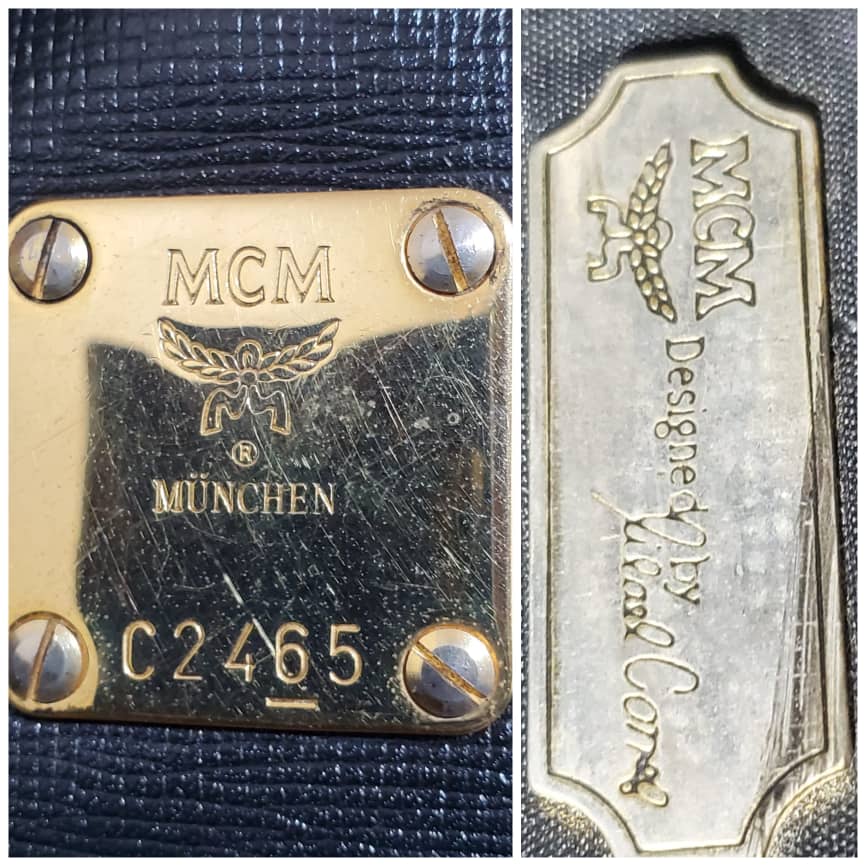 MCM
®
MÜNCHEN
C2465
MCM
Designed by